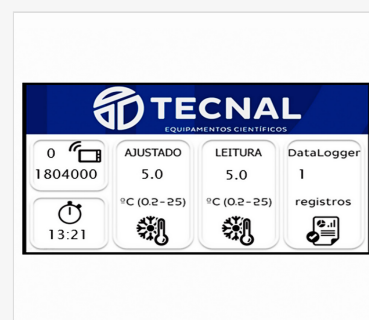 TECNAL
EQUIPAMENTOS CIENTÍFICOS
0
1804000
13:21
AJUSTADO
5.0
ºC (0.2-25)
LEITURA
5.0
ºC (0.2-25)
DataLogger
1
registros